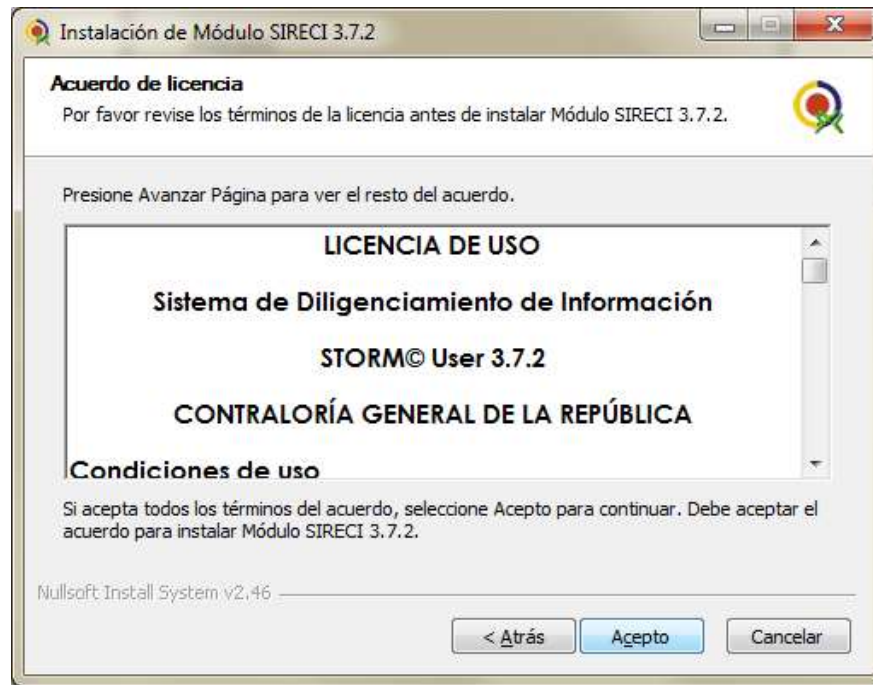 Instalación de Módulo SIRECI 3.7.2
Acuerdo de licencia
Por favor revise los términos de la licencia antes de instalar Módulo SIRECI 3.7.2.
Presione Avanzar Página para ver el resto del acuerdo.
LICENCIA DE USO
Sistema de Diligenciamiento de Información
STORM© User 3.7.2
CONTRALORÍA GENERAL DE LA REPÚBLICA
Condiciones de uso
Si acepta todos los términos del acuerdo, seleccione Acepto para continuar. Debe aceptar el
acuerdo para instalar Módulo SIRECI 3.7.2.
Nullsoft Install System v2.46
< Atrás Acepto Cancelar